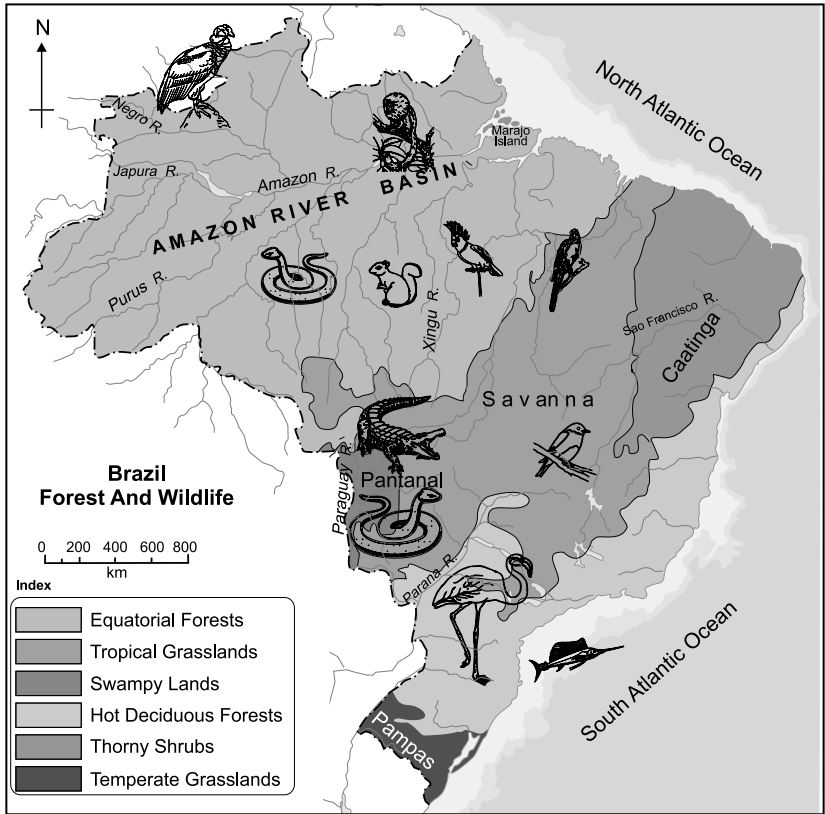 N
North Atlantic Ocean
Negro R.
Marajo
Island
Japura R.
Amazon R.
AMAZON RIVER BASIN
Purus R.
Xingu R.
Sao Francisco R.
Caatinga
Savanna
Brazil
Forest And Wildlife
Paraguay R.
Pantanal
0 200 400 600 800
km
Parana R.
South Atlantic Ocean
Pampas
Index
Equatorial Forests
Tropical Grasslands
Swampy Lands
Hot Deciduous Forests
Thorny Shrubs
Temperate Grasslands